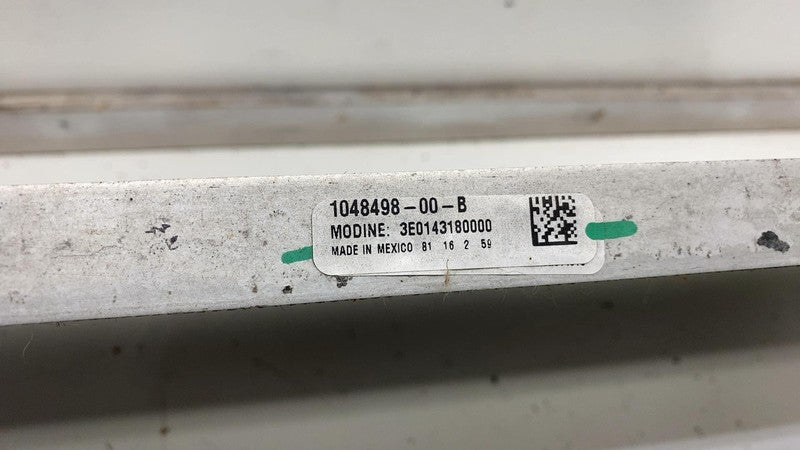 1048498-00-B
MODINE: 3E0143180000
MADE IN MEXICO 81 16 2 59